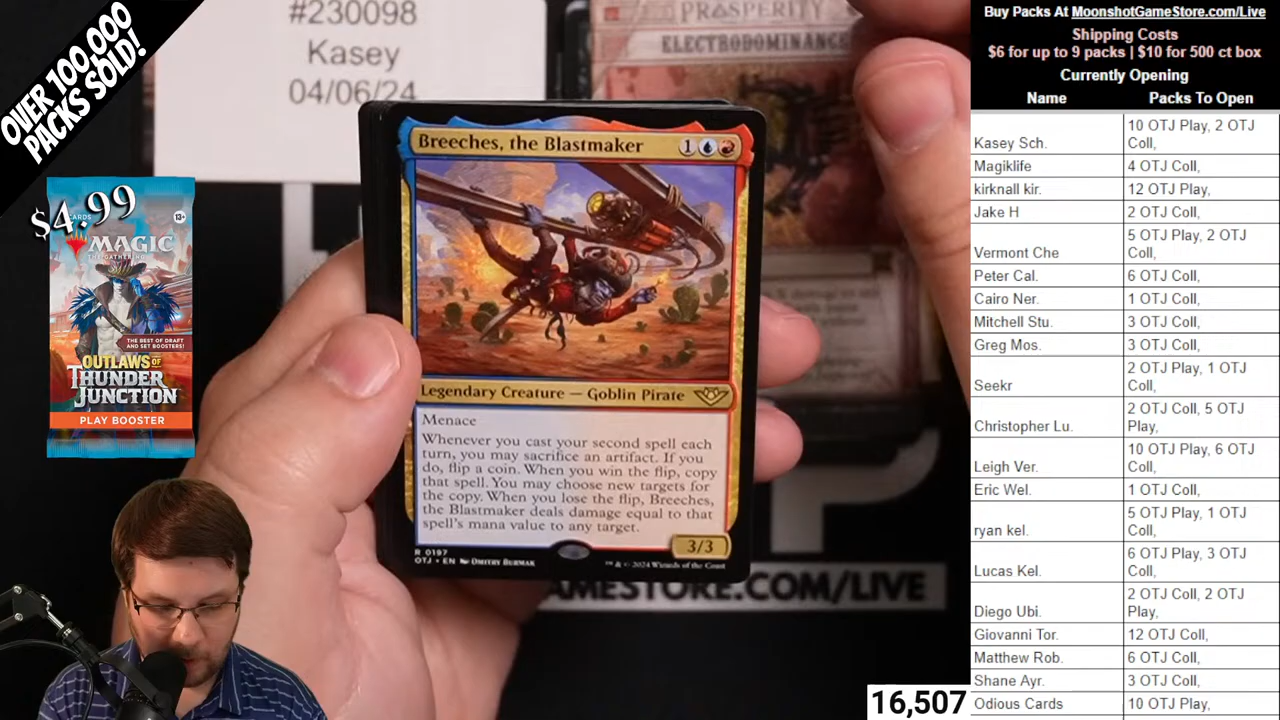 OVER 100,000
PACKS SOLD!
#230098
Kasey
04/06/24
PROSPERITY
ELECTRODOMINANCE
$4.99
CARDS
13+
MAGIC
THE GATHERING
THE BEST OF DRAFT
AND SET BOOSTERS!
OUTLAWS OF
THUNDER
JUNCTION
PLAY BOOSTER
Breeches, the Blastmaker
1
Legendary Creature — Goblin Pirate
Menace
Whenever you cast your second spell each
turn, you may sacrifice an artifact. If you
do, flip a coin. When you win the flip, copy
that spell. You may choose new targets for
the copy. When you lose the flip, Breeches,
the Blastmaker deals damage equal to that
spell's mana value to any target.
3/3
R 0197
OTJ • EN DMITRY BURMAK
™ & © 2024 Wizards of the Coast
GAMESTORE.COM/LIVE
16,507
Buy Packs At MoonshotGameStore.com/Live
Shipping Costs
$6 for up to 9 packs | $10 for 500 ct box
Currently Opening
Name Packs To Open
Kasey Sch. 10 OTJ Play, 2 OTJ
Coll,
Magiklife 4 OTJ Coll,
kirknall kir. 12 OTJ Play,
Jake H 2 OTJ Coll,
Vermont Che 5 OTJ Play, 2 OTJ
Coll,
Peter Cal. 6 OTJ Coll,
Cairo Ner. 1 OTJ Coll,
Mitchell Stu. 3 OTJ Coll,
Greg Mos. 3 OTJ Coll,
Seekr 2 OTJ Play, 1 OTJ
Coll,
Christopher Lu. 2 OTJ Coll, 5 OTJ
Play,
Leigh Ver. 10 OTJ Play, 6 OTJ
Coll,
Eric Wel. 1 OTJ Coll,
ryan kel. 5 OTJ Play, 1 OTJ
Coll,
Lucas Kel. 6 OTJ Play, 3 OTJ
Coll,
Diego Ubi. 2 OTJ Coll, 2 OTJ
Play,
Giovanni Tor. 12 OTJ Coll,
Matthew Rob. 6 OTJ Coll,
Shane Ayr. 3 OTJ Coll,
Odious Cards 10 OTJ Play,